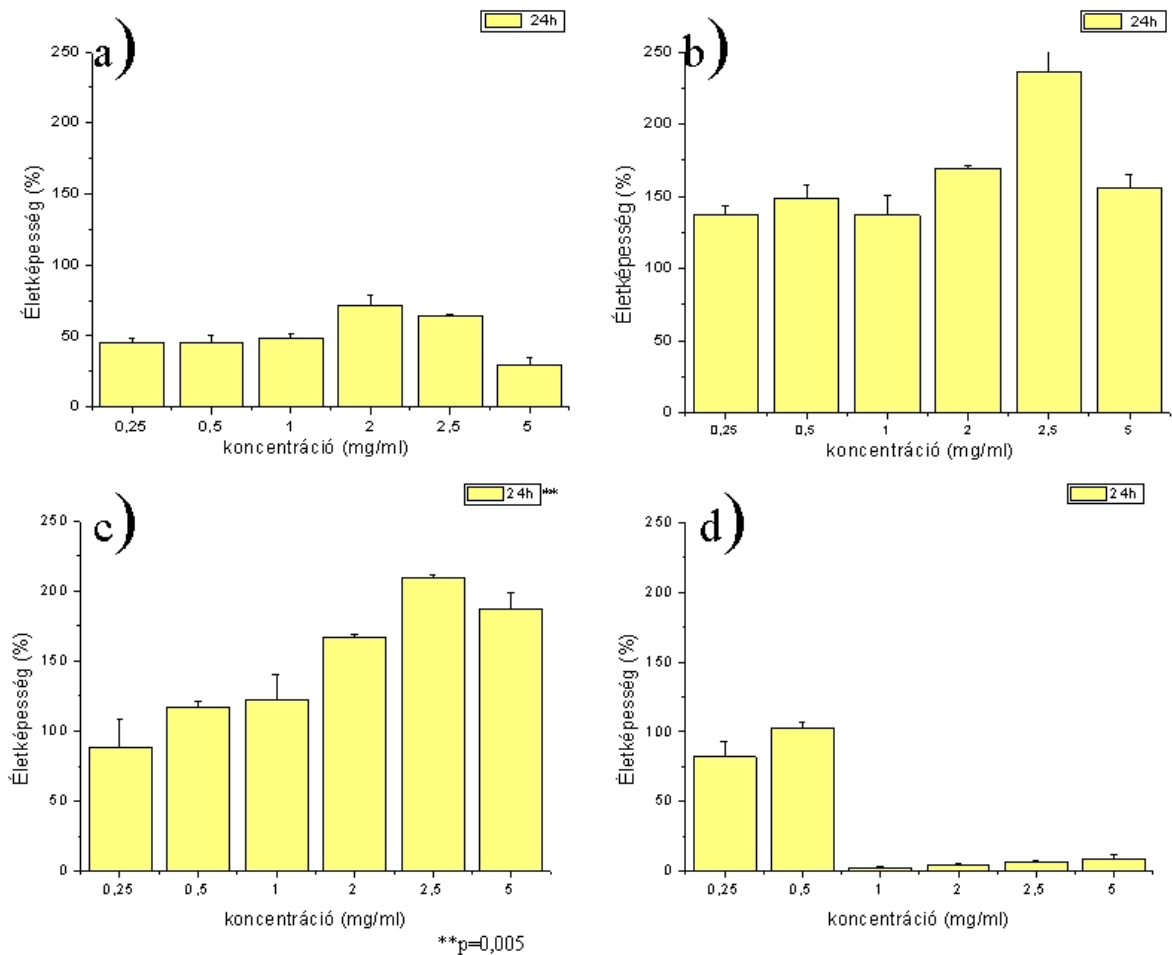 a)
24h
Életképesség (%)
250
200
150
100
50
0
0,25 0,5 1 2 2,5 5
koncentráció (mg/ml)
b)
24h
Életképesség (%)
250
200
150
100
50
0
0,25 0,5 1 2 2,5 5
koncentráció (mg/ml)
c)
24h ***
Életképesség (%)
250
200
150
100
50
0
0,25 0,5 1 2 2,5 5
koncentráció (mg/ml)
**p=0,005
d)
24h
Életképesség (%)
250
200
150
100
50
0
0,25 0,5 1 2 2,5 5
koncentráció (mg/ml)